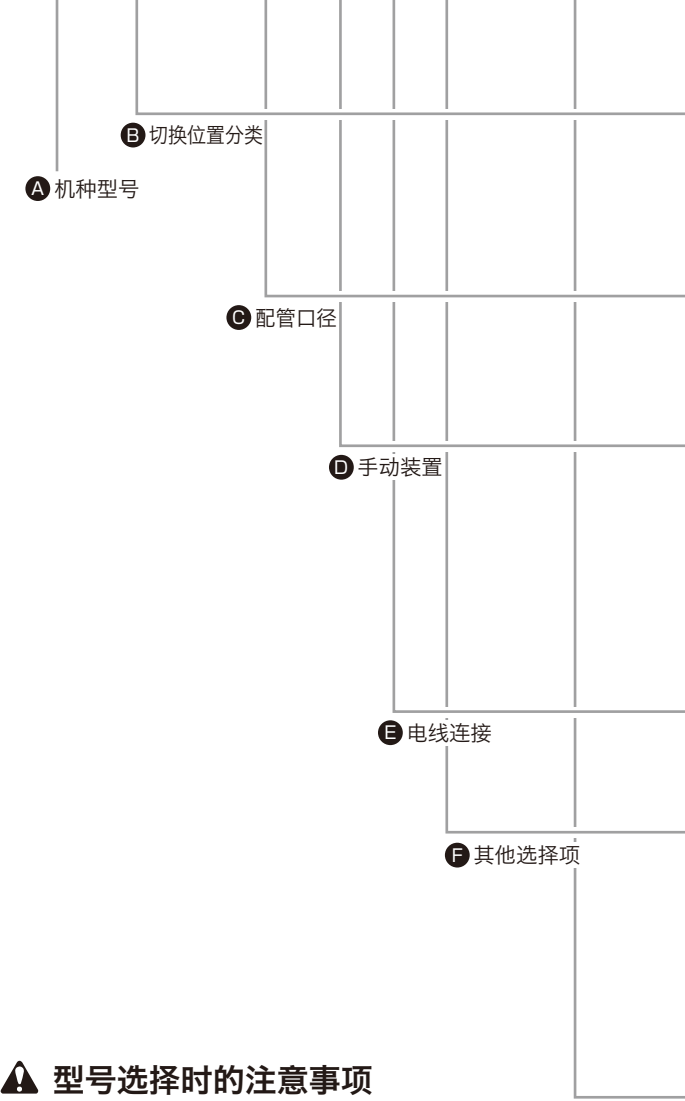 B 切换位置分类
A 机种型号
C 配管口径
D 手动装置
E 电线连接
F 其他选择项
型号选择时的注意事项